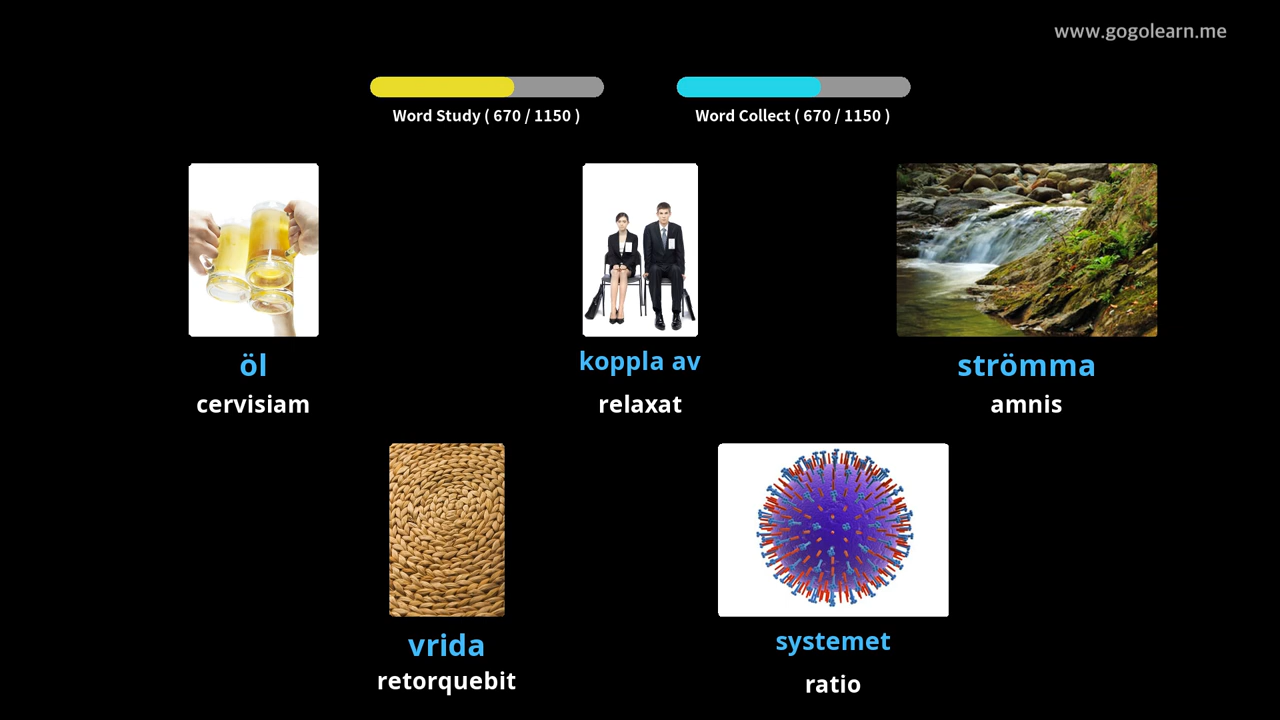 www.gogolearn.me
Word Study ( 670 / 1150 )
Word Collect ( 670 / 1150 )
öl
koppla av
strömma
cervisiam
relaxat
amnis
vrida
systemet
retorquebit
ratio